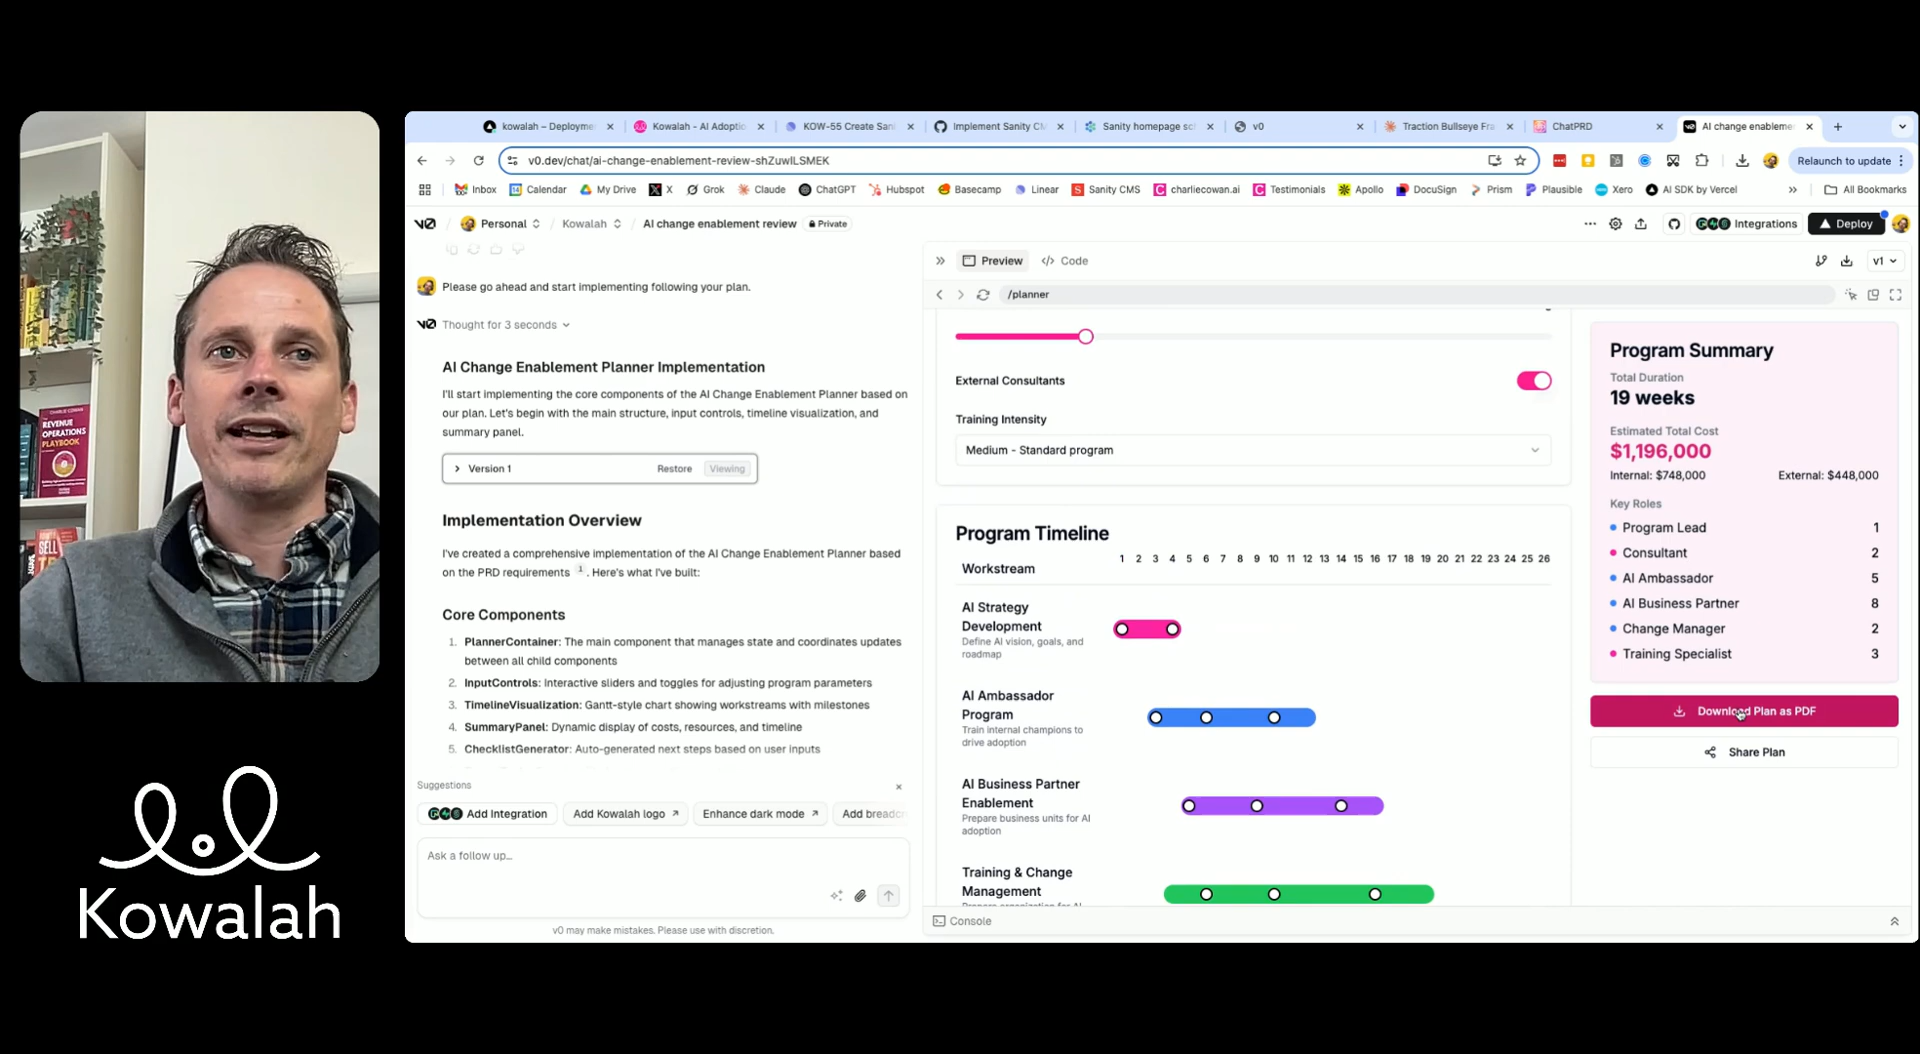 CHARLIE COWAN
REVENUE
OPERATIONS
PLAYBOOK
SELL
Kowalah
kowalah – Deployme
Kowalah - AI Adoptio
KOW-55 Create Sani
Implement Sanity CM
Sanity homepage sc
v0
Traction Bullseye Fra
ChatPRD
AI change enableme
v0.dev/chat/ai-change-enablement-review-shZuwlLSMEK
Relaunch to update
Inbox
Calendar
My Drive
X
Grok
Claude
ChatGPT
Hubspot
Basecamp
Linear
Sanity CMS
charliecowan.ai
Testimonials
Apollo
DocuSign
Prism
Plausible
Xero
AI SDK by Vercel
All Bookmarks
Personal
Kowalah
AI change enablement review
Private
Integrations
Deploy
Please go ahead and start implementing following your plan.
Thought for 3 seconds
AI Change Enablement Planner Implementation
I'll start implementing the core components of the AI Change Enablement Planner based on
our plan. Let's begin with the main structure, input controls, timeline visualization, and
summary panel.
Version 1
Restore
Viewing
Implementation Overview
I've created a comprehensive implementation of the AI Change Enablement Planner based
on the PRD requirements 1 . Here's what I've built:
Core Components
1. PlannerContainer: The main component that manages state and coordinates updates
between all child components
2. InputControls: Interactive sliders and toggles for adjusting program parameters
3. TimelineVisualization: Gantt-style chart showing workstreams with milestones
4. SummaryPanel: Dynamic display of costs, resources, and timeline
5. ChecklistGenerator: Auto-generated next steps based on user inputs
Suggestions
Add Integration
Add Kowalah logo
Enhance dark mode
Add breadc
Ask a follow up...
v0 may make mistakes. Please use with discretion.
Preview
Code
v1
/planner
External Consultants
Training Intensity
Medium - Standard program
Program Timeline
Workstream
1 2 3 4 5 6 7 8 9 10 11 12 13 14 15 16 17 18 19 20 21 22 23 24 25 26
AI Strategy
Development
Define AI vision, goals, and
roadmap
AI Ambassador
Program
Train internal champions to
drive adoption
AI Business Partner
Enablement
Prepare business units for AI
adoption
Training & Change
Management
Prepare organization for AI
Console
Program Summary
Total Duration
19 weeks
Estimated Total Cost
$1,196,000
Internal: $748,000
External: $448,000
Key Roles
Program Lead 1
Consultant 2
AI Ambassador 5
AI Business Partner 8
Change Manager 2
Training Specialist 3
Download Plan as PDF
Share Plan